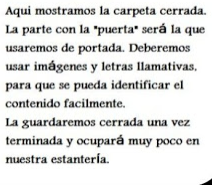 Aqui mostramos la carpeta cerrada.
La parte con la "puerta" será la que
usaremos de portada. Deberemos
usar imágenes y letras llamativas,
para que se pueda identificar el
contenido facilmente.
La guardaremos cerrada una vez
terminada y ocupará muy poco en
nuestra estantería.